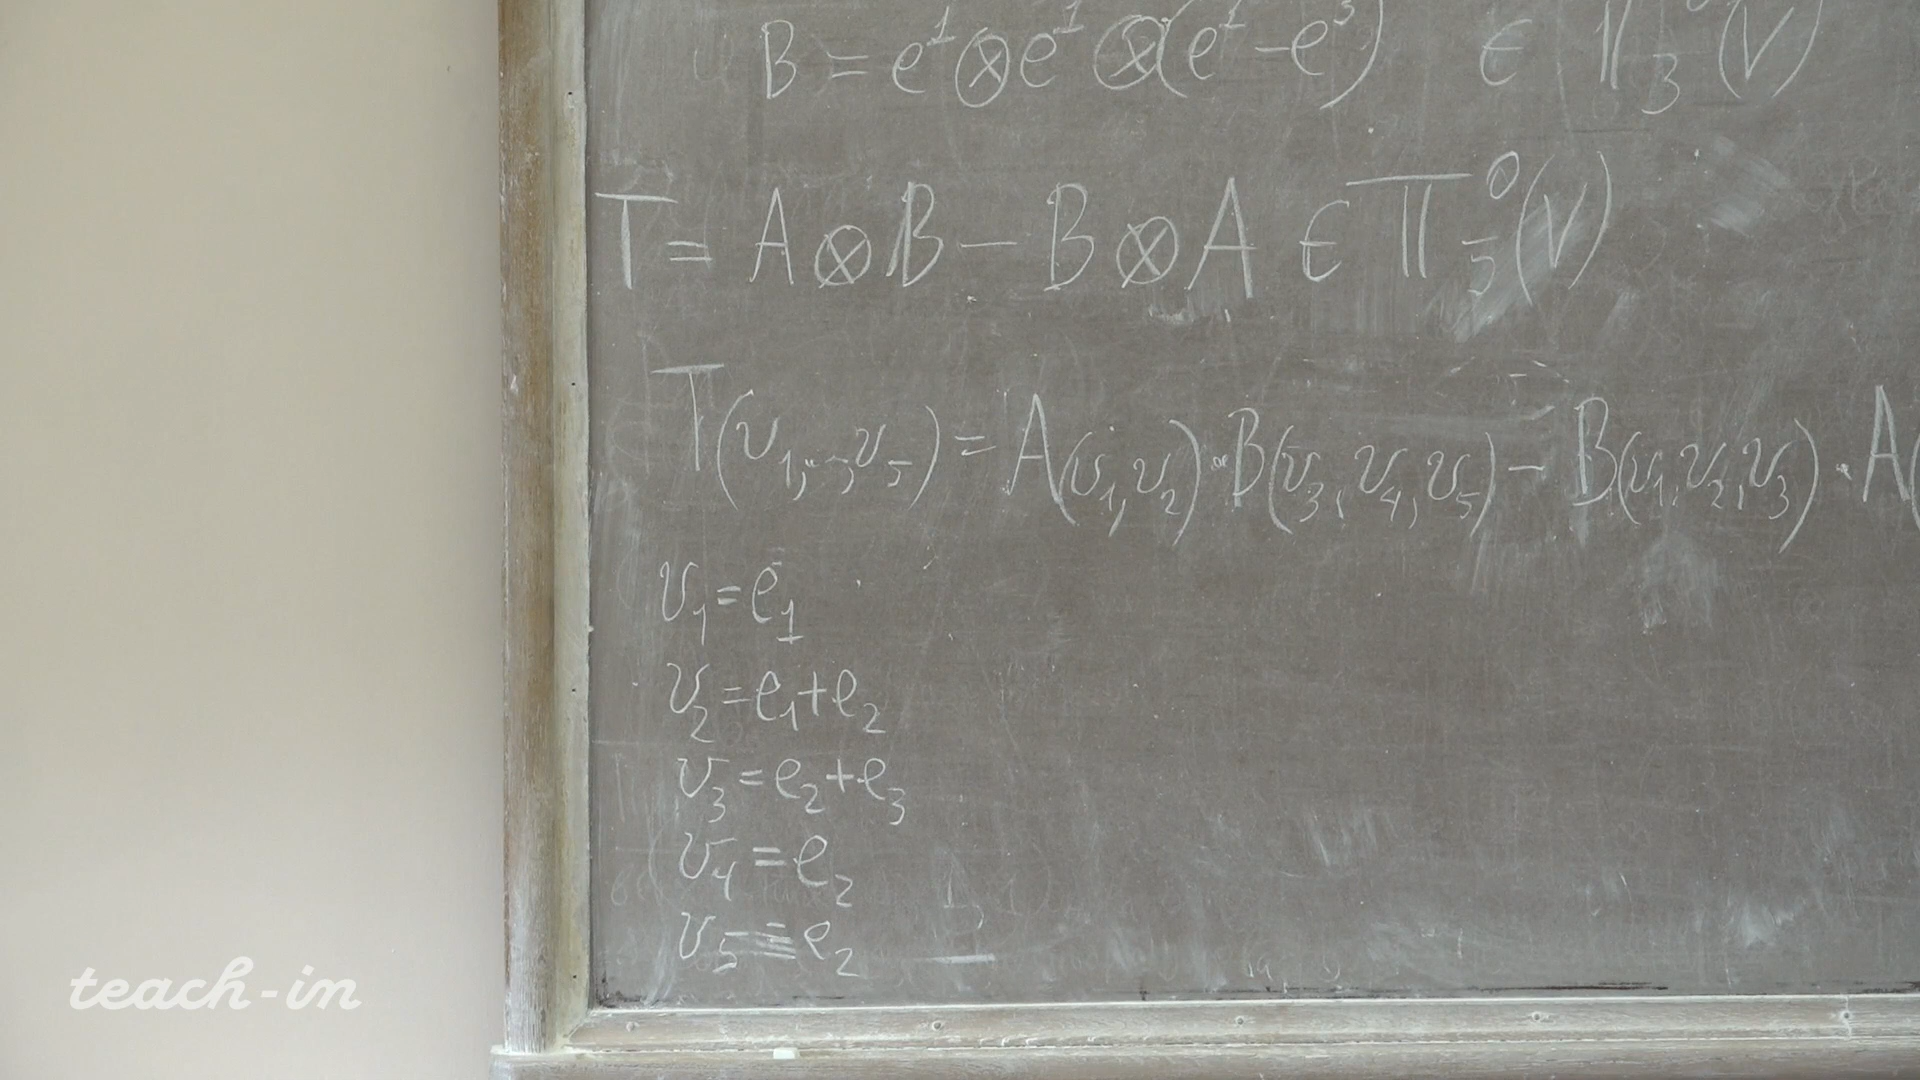 B = e¹ ⊗ e¹ ⊗ (e¹ − e³) ∈ 𝕋₃⁰(V)
T = A ⊗ B − B ⊗ A ∈ 𝕋₅⁰(V)
T(v₁,..,v₅) = A(v₁,v₂)·B(v₃,v₄,v₅) − B(v₁,v₂,v₃)·A(
v₁ = e₁
v₂ = e₁ + e₂
v₃ = e₂ + e₃
v₄ = e₂
v₅ = e₂
teach-in